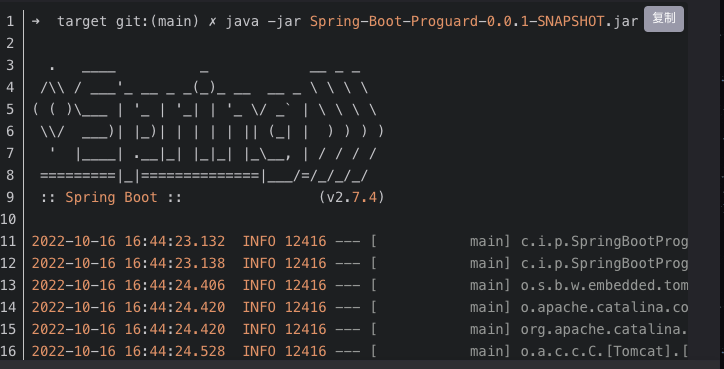 1 → target git:(main) ✗ java -jar Spring-Boot-Proguard-0.0.1-SNAPSHOT.jar 复制
2
3   .   ____          _            __ _ _
4  /\\ / ___'_ __ _ _(_)_ __  __ _ \ \ \ \
5 ( ( )\___ | '_ | '_| | '_ \/ _` | \ \ \ \
6  \\/  ___)| |_)| | | | | || (_| |  ) ) ) )
7   '  |____| .__|_| |_|_| |_\__, | / / / /
8  =========|_|==============|___/=/_/_/_/
9  :: Spring Boot ::                (v2.7.4)
10
11 2022-10-16 16:44:23.132  INFO 12416 --- [           main] c.i.p.SpringBootProg
12 2022-10-16 16:44:23.138  INFO 12416 --- [           main] c.i.p.SpringBootProg
13 2022-10-16 16:44:24.406  INFO 12416 --- [           main] o.s.b.w.embedded.tom
14 2022-10-16 16:44:24.420  INFO 12416 --- [           main] o.apache.catalina.co
15 2022-10-16 16:44:24.420  INFO 12416 --- [           main] org.apache.catalina.
16 2022-10-16 16:44:24.528  INFO 12416 --- [           main] o.a.c.c.C.[Tomcat].[